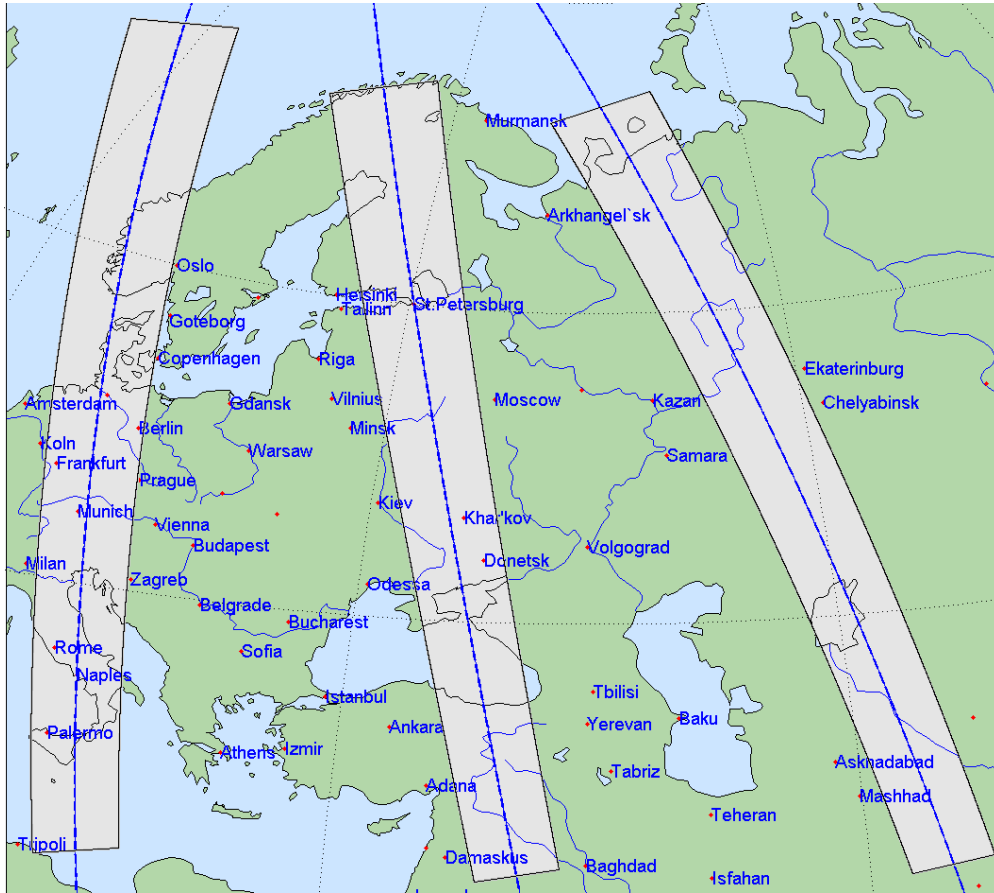 Murmansk
Arkhangel`sk
Oslo
Helsinki
St.Petersburg
Tallinn
Goteborg
Copenhagen
Riga
Ekaterinburg
Amsterdam
Gdansk
Vilnius
Moscow
Kazan
Chelyabinsk
Berlin
Minsk
Koln
Warsaw
Frankfurt
Samara
Prague
Kiev
Munich
Vienna
Khar'kov
Budapest
Volgograd
Milan
Donetsk
Zagreb
Odessa
Belgrade
Bucharest
Rome
Sofia
Naples
Istanbul
Tbilisi
Baku
Palermo
Ankara
Yerevan
Athens
Izmir
Asknadabad
Tabriz
Adana
Mashhad
Teheran
Tripoli
Damaskus
Baghdad
Isfahan